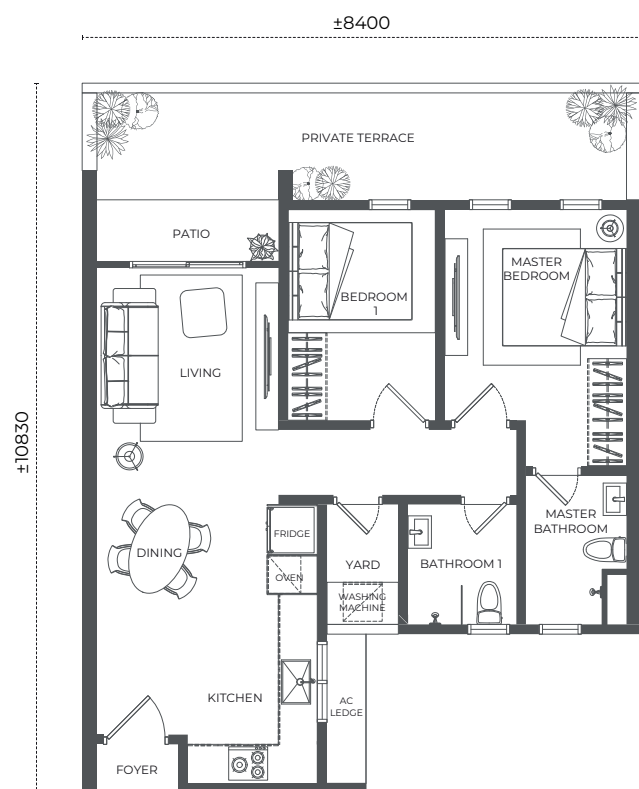 ±8400
PRIVATE TERRACE
PATIO
BEDROOM
1
MASTER
BEDROOM
LIVING
±10830
MASTER
BATHROOM
FRIDGE
DINING
OVEN
YARD
BATHROOM 1
WASHING
MACHINE
KITCHEN
AC
LEDGE
FOYER